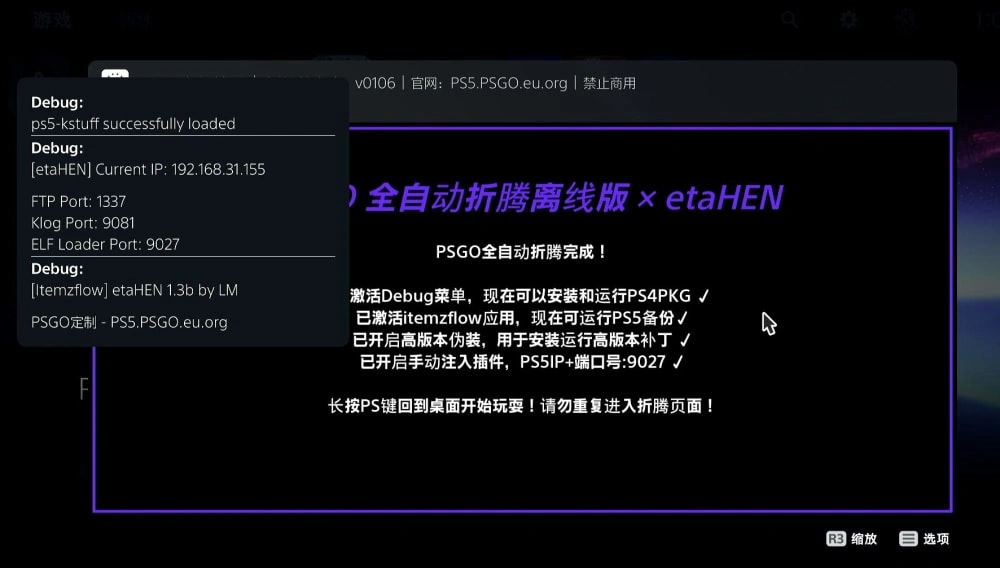 游戏
v0106 | 官网：PS5.PSGO.eu.org | 禁止商用
Debug:
ps5-kstuff successfully loaded
Debug:
[etaHEN] Current IP: 192.168.31.155
FTP Port: 1337
Klog Port: 9081
ELF Loader Port: 9027
Debug:
[Itemzflow] etaHEN 1.3b by LM
PSGO定制 - PS5.PSGO.eu.org
全自动折腾离线版 × etaHEN
PSGO全自动折腾完成！
激活Debug菜单，现在可以安装和运行PS4PKG ✓
已激活itemzflow应用，现在可运行PS5备份✓
已开启高版本伪装，用于安装运行高版本补丁 ✓
已开启手动注入插件，PS5IP+端口号:9027 ✓
长按PS键回到桌面开始玩耍！请勿重复进入折腾页面！
R3 缩放
选项